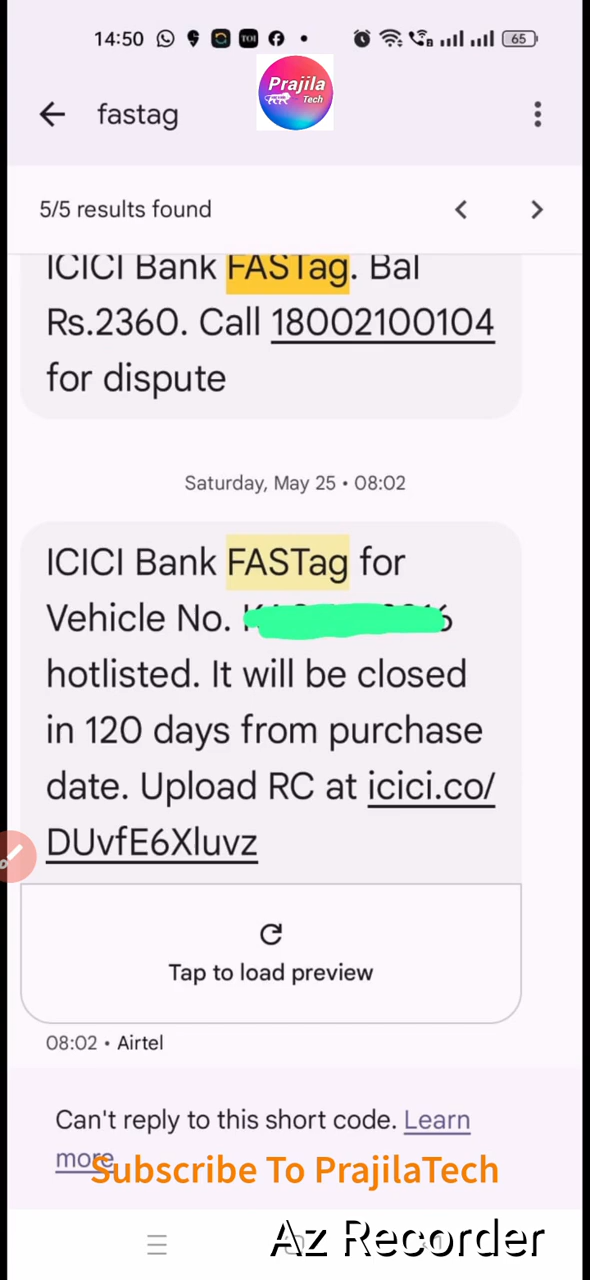 14:50
TOI
65
fastag
Prajila
Tech
5/5 results found
ICICI Bank FASTag. Bal
Rs.2360. Call 18002100104
for dispute
Saturday, May 25 • 08:02
ICICI Bank FASTag for
Vehicle No.
hotlisted. It will be closed
in 120 days from purchase
date. Upload RC at icici.co/
DUvfE6Xluvz
Tap to load preview
08:02 • Airtel
Can't reply to this short code. Learn
more
Subscribe To PrajilaTech
Az Recorder